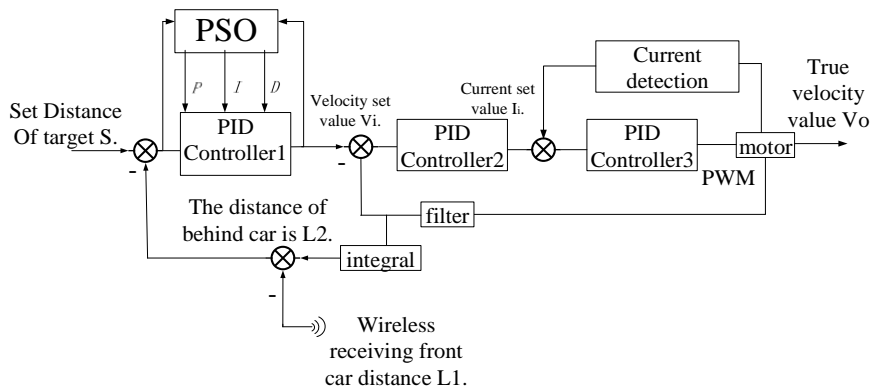 PSO
P I D
Set Distance
Of target S.
-
PID
Controller1
Velocity set
value Vi.
-
PID
Controller2
Current set
value Ii.
PID
Controller3
Current
detection
motor
PWM
True
velocity
value Vo
filter
integral
The distance of
behind car is L2.
-
Wireless
receiving front
car distance L1.